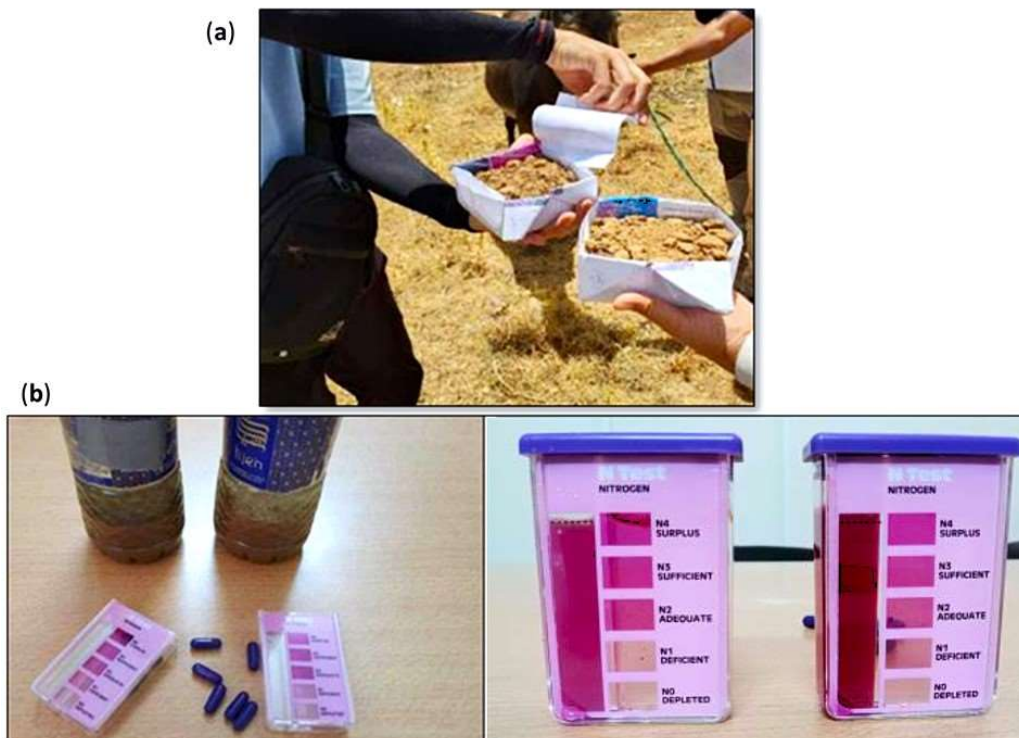 (a)
(b)
N Test
NITROGEN
N4
SURPLUS
N3
SUFFICIENT
N2
ADEQUATE
N1
DEFICIENT
N0
DEPLETED
N Test
NITROGEN
N4
SURPLUS
N3
SUFFICIENT
N2
ADEQUATE
N1
DEFICIENT
N0
DEPLETED